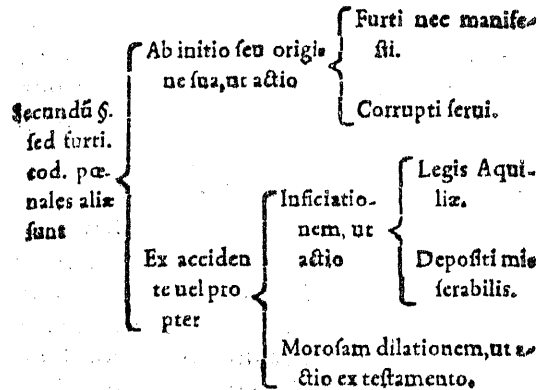 Secundũ §.
sed furti.
eod. pœ-
nales aliæ
sunt
Ab initio seu origi-
ne sua, ut actio
Furti nec manife-
sti.
Corrupti serui.
Ex acciden
te uel pro
pter
Inficiatio-
nem, ut
actio
Legis Aqui-
liæ.
Depositi mi-
serabilis.
Morosam dilationem, ut a-
ctio ex testamento.